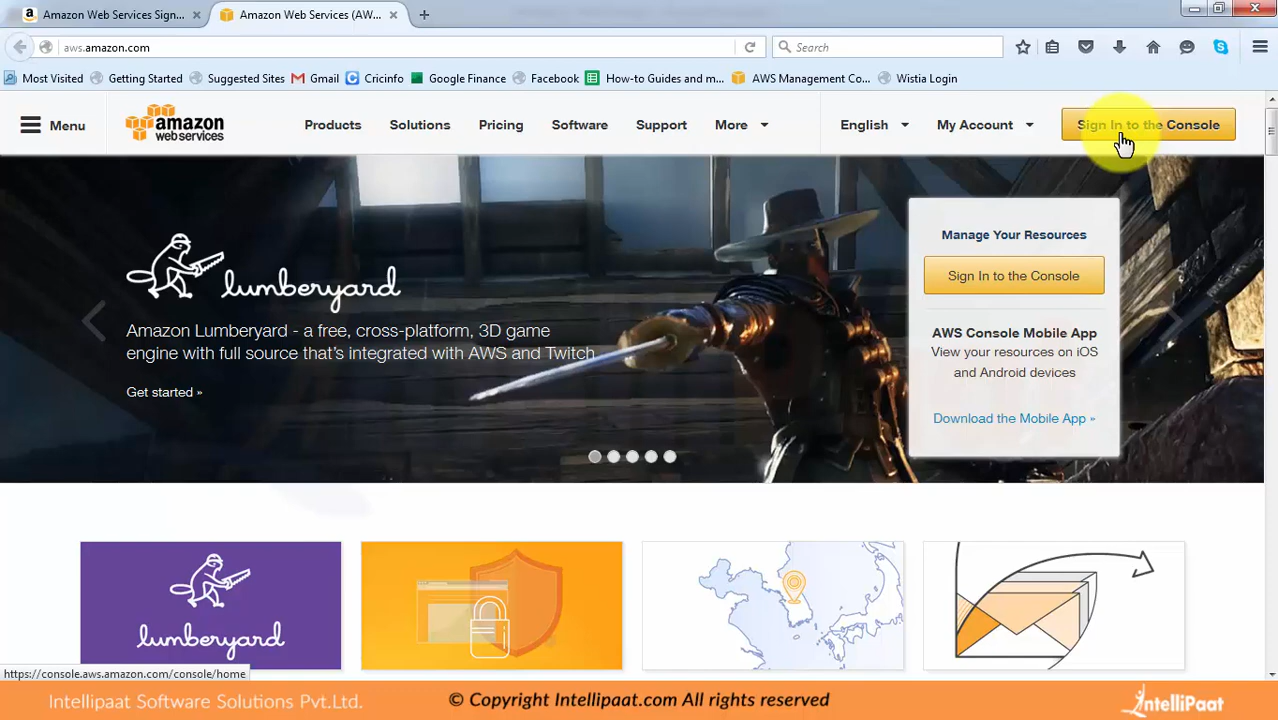 Amazon Web Services Sign...
Amazon Web Services (AW...
aws.amazon.com
Search
Most Visited
Getting Started
Suggested Sites
Gmail
Cricinfo
Google Finance
Facebook
How-to Guides and m...
AWS Management Co...
Wistia Login
Menu
amazon
web services
Products
Solutions
Pricing
Software
Support
More
English
My Account
Sign In to the Console
lumberyard
Amazon Lumberyard - a free, cross-platform, 3D game
engine with full source that's integrated with AWS and Twitch
Get started »
Manage Your Resources
Sign In to the Console
AWS Console Mobile App
View your resources on iOS
and Android devices
Download the Mobile App »
lumberyard
https://console.aws.amazon.com/console/home
Intellipaat Software Solutions Pvt.Ltd.
© Copyright Intellipaat.com All rights reserved
IntelliPaat